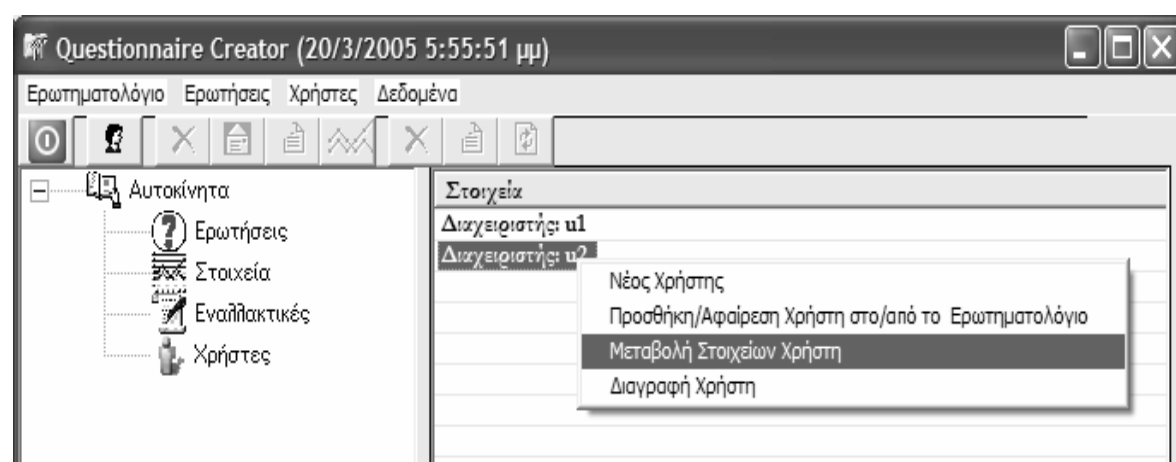 Questionnaire Creator (20/3/2005 5:55:51 μμ)
Ερωτηματολόγιο Ερωτήσεις Χρήστες Δεδομένα
Αυτοκίνητα
Ερωτήσεις
Στοιχεία
Εναλλακτικές
Χρήστες
Στοιχεία
Διαχειριστής: u1
Διαχειριστής: u2
Νέος Χρήστης
Προσθήκη/Αφαίρεση Χρήστη στο/από το Ερωτηματολόγιο
Μεταβολή Στοιχείων Χρήστη
Διαγραφή Χρήστη